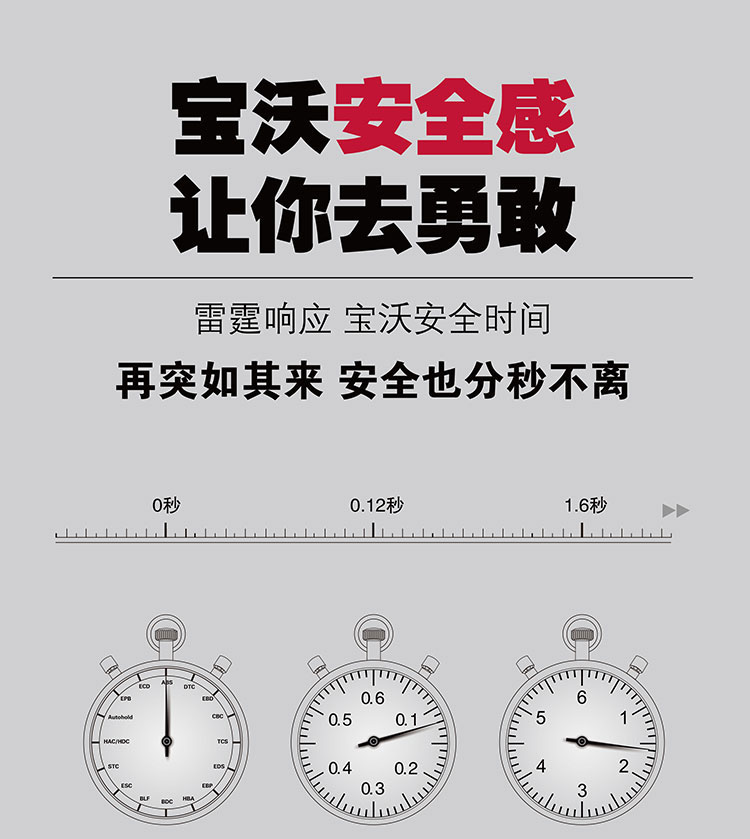 宝沃安全感
让你去勇敢
雷霆响应 宝沃安全时间
再突如其来 安全也分秒不离
0秒 0.12秒 1.6秒
ABS
DTC
EBD
CBC
TCS
EDS
EBP
HBA
BDC
BLF
ESC
STC
HAC/HDC
Autohold
EPB
ECD
0.6
0.1
0.2
0.3
0.4
0.5
6
1
2
3
4
5